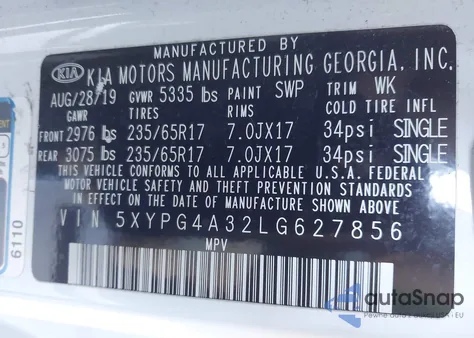 MANUFACTURED BY
KIA KIA MOTORS MANUFACTURING GEORGIA, INC.
AUG/28/19 GVWR 5335 lbs PAINT SWP TRIM WK
GAWR TIRES RIMS COLD TIRE INFL
FRONT 2976 lbs 235/65R17 7.0JX17 34psi SINGLE
REAR 3075 lbs 235/65R17 7.0JX17 34psi SINGLE
THIS VEHICLE CONFORMS TO ALL APPLICABLE U.S.A. FEDERAL
MOTOR VEHICLE SAFETY AND THEFT PREVENTION STANDARDS
IN EFFECT ON THE DATE OF MANUFACTURE SHOWN ABOVE.
VIN 5XYPG4A32LG627856
MPV
6110
autoSnap